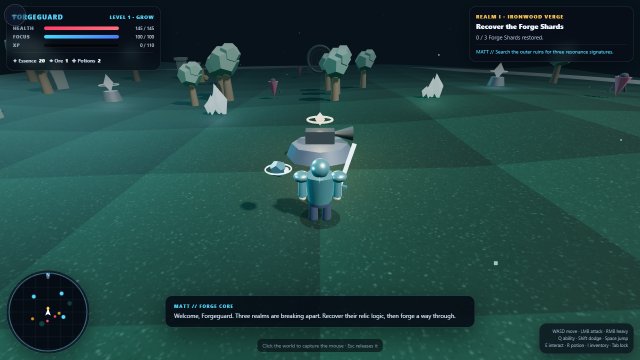 FORGEGUARD
LEVEL 1 · GROW
HEALTH 145 / 145
FOCUS 100 / 100
XP 0 / 110
Essence 20 Ore 1 Potions 2
REALM I · IRONWOOD VERGE
Recover the Forge Shards
0 / 3 Forge Shards restored.
MATT // Search the outer ruins for three resonance signatures.
N
MATT // FORGE CORE
Welcome, Forgeguard. Three realms are breaking apart. Recover their relic logic, then forge a way through.
Click the world to capture the mouse · Esc releases it
WASD move · LMB attack · RMB heavy
Q ability · Shift dodge · Space jump
E interact · R potion · I inventory · Tab lock